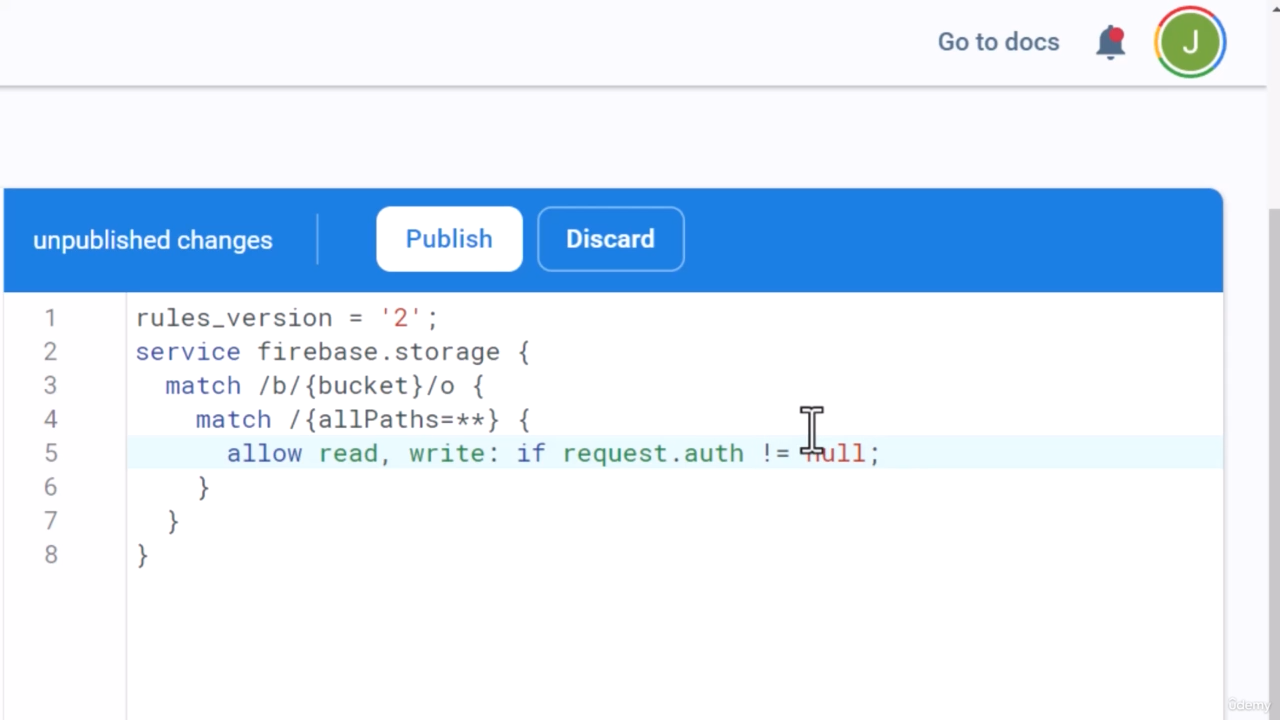 Go to docs
J
unpublished changes
Publish
Discard
1 rules_version = '2';
2 service firebase.storage {
3 match /b/{bucket}/o {
4 match /{allPaths=**} {
5 allow read, write: if request.auth != null;
6 }
7 }
8 }
ûdemy